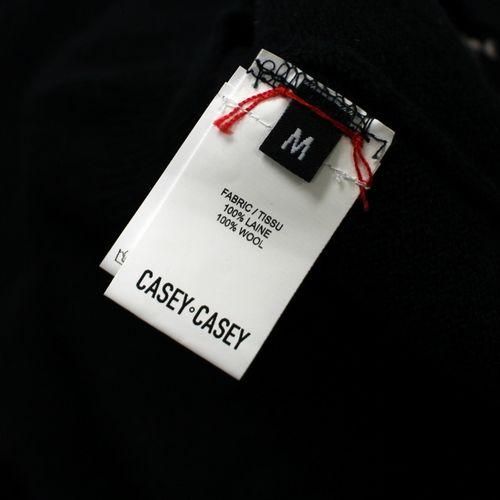 M
FABRIC / TISSU
100% LAINE
100% WOOL
CASEY°CASEY